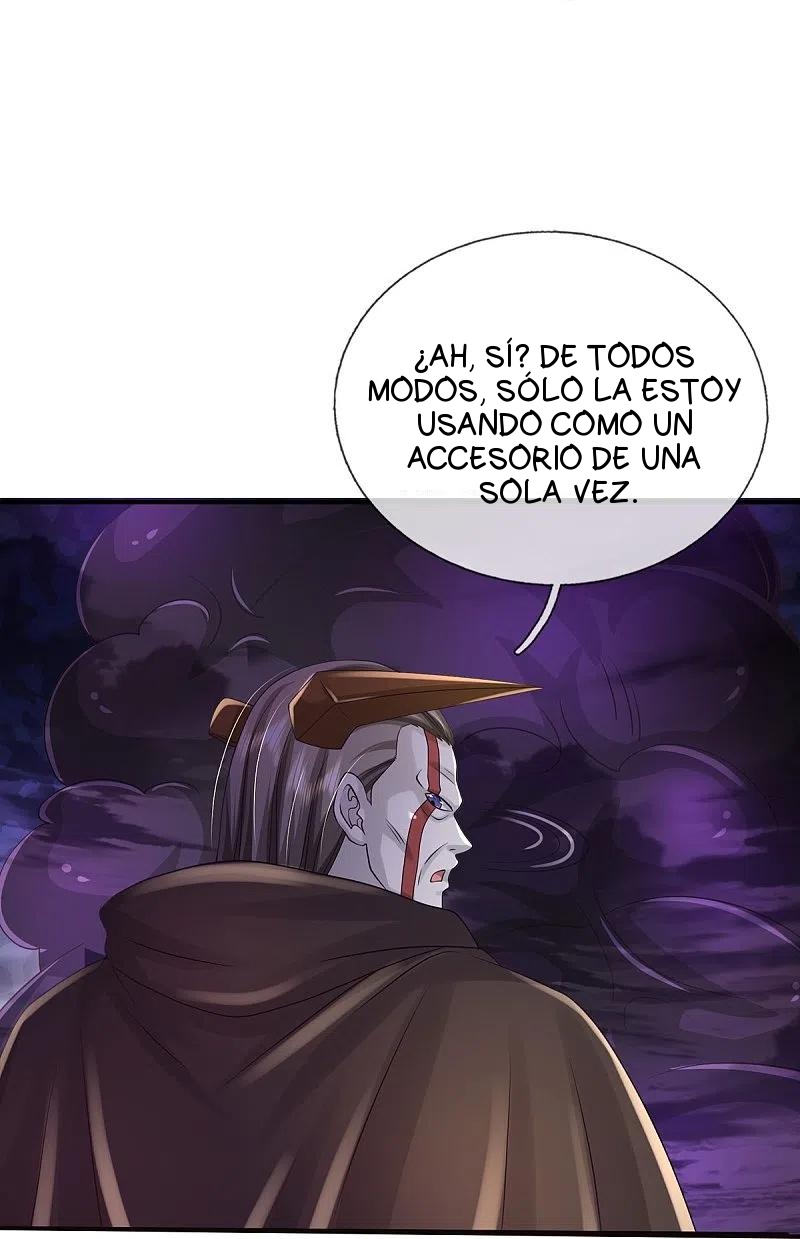 ¿AH, SÍ? DE TODOS
MODOS, SÓLO LA ESTOY
USANDO COMO UN
ACCESORIO DE UNA
SOLA VEZ.